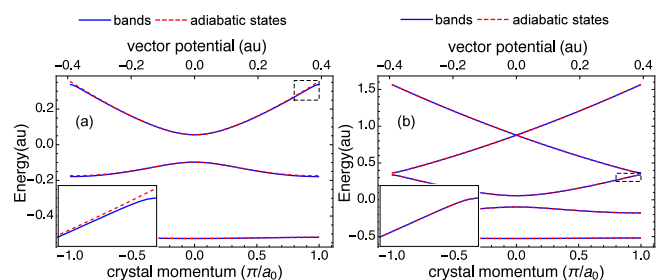 bands adiabatic states
vector potential (au)
−0.4 −0.2 0.0 0.2 0.4
Energy(au)
0.2
0.0
−0.2
−0.4
(a)
−1.0 −0.5 0.0 0.5 1.0
crystal momentum (π/a0)
bands adiabatic states
vector potential (au)
−0.4 −0.2 0.0 0.2 0.4
Energy(au)
1.5
1.0
0.5
0.0
−0.5
(b)
−1.0 −0.5 0.0 0.5 1.0
crystal momentum (π/a0)